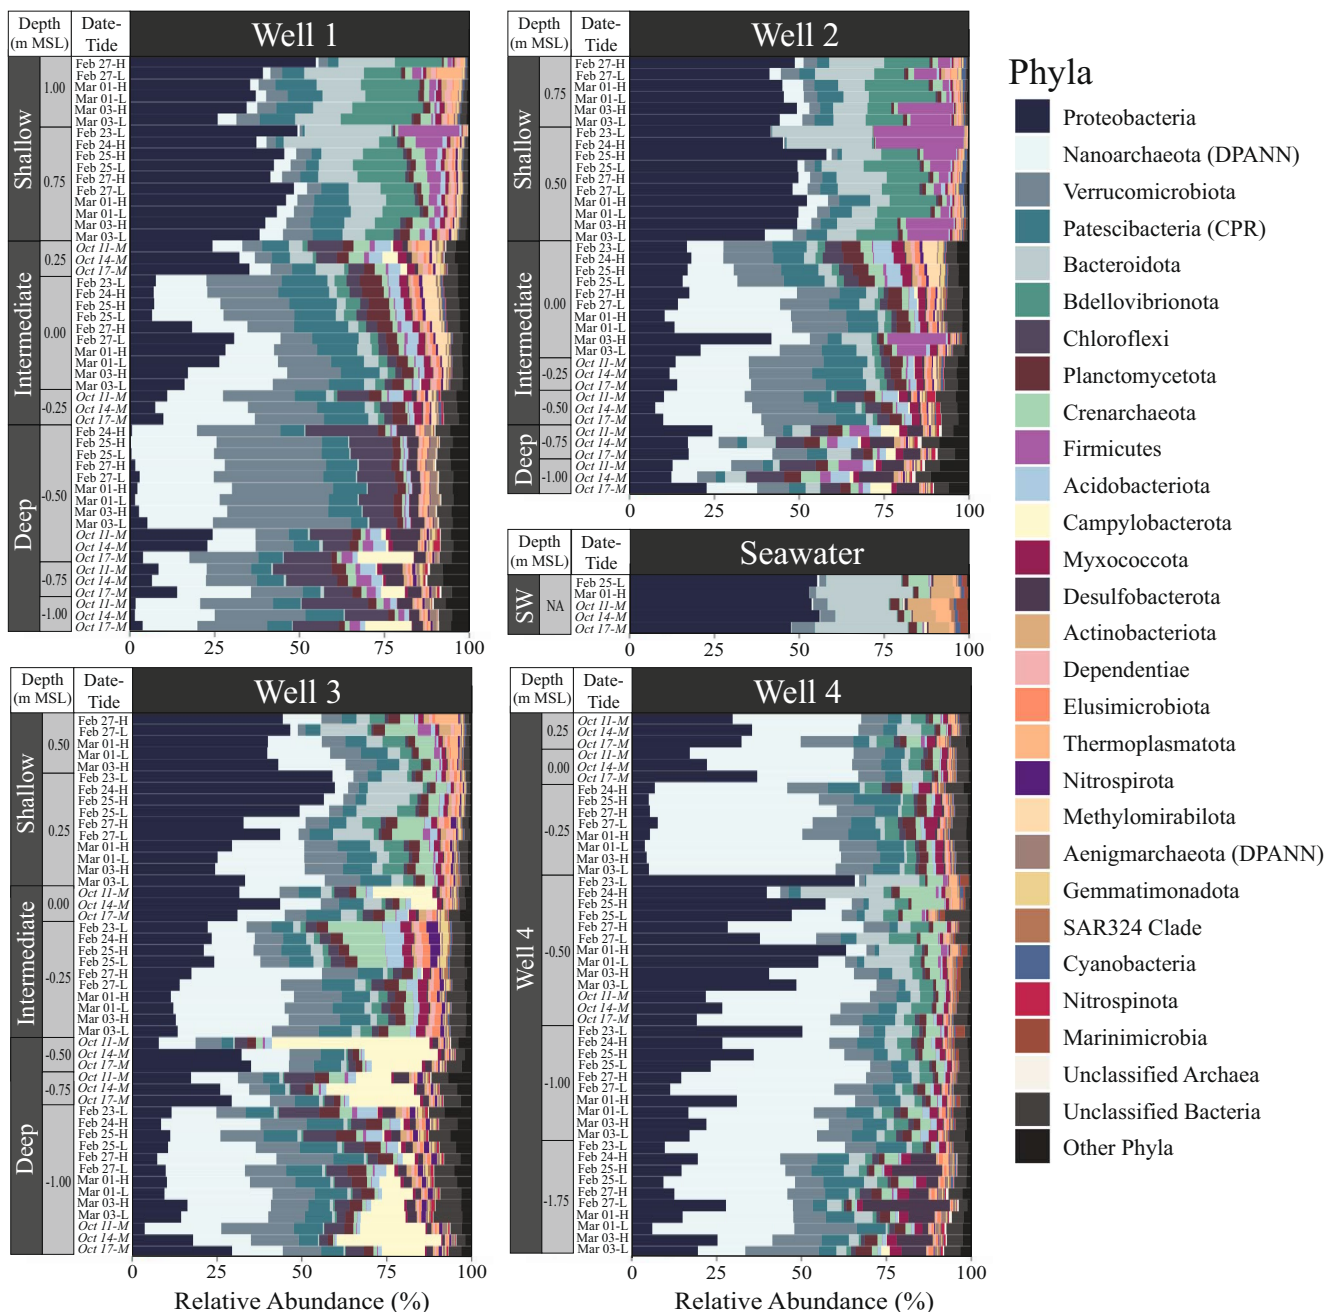 Depth
(m MSL)
Date-
Tide
Well 1
Shallow
1.00
Feb 27-H
Feb 27-L
Mar 01-H
Mar 01-L
Mar 03-H
Mar 03-L
0.75
Feb 23-L
Feb 24-H
Feb 25-H
Feb 25-L
Feb 27-H
Feb 27-L
Mar 01-H
Mar 01-L
Mar 03-H
Mar 03-L
Intermediate
0.25
Oct 11-M
Oct 14-M
Oct 17-M
0.00
Feb 23-L
Feb 24-H
Feb 25-H
Feb 25-L
Feb 27-H
Feb 27-L
Mar 01-H
Mar 01-L
Mar 03-H
Mar 03-L
-0.25
Oct 11-M
Oct 14-M
Oct 17-M
Deep
-0.50
Feb 24-H
Feb 25-H
Feb 25-L
Feb 27-H
Feb 27-L
Mar 01-H
Mar 01-L
Mar 03-H
Mar 03-L
Oct 11-M
Oct 14-M
Oct 17-M
-0.75
Oct 11-M
Oct 14-M
Oct 17-M
-1.00
Oct 11-M
Oct 14-M
Oct 17-M
0 25 50 75 100
Depth
(m MSL)
Date-
Tide
Well 2
Shallow
0.75
Feb 27-H
Feb 27-L
Mar 01-H
Mar 01-L
Mar 03-H
Mar 03-L
0.50
Feb 23-L
Feb 24-H
Feb 25-H
Feb 25-L
Feb 27-H
Feb 27-L
Mar 01-H
Mar 01-L
Mar 03-H
Mar 03-L
Intermediate
0.00
Feb 23-L
Feb 24-H
Feb 25-H
Feb 25-L
Feb 27-H
Feb 27-L
Mar 01-H
Mar 01-L
Mar 03-H
Mar 03-L
-0.25
Oct 11-M
Oct 14-M
Oct 17-M
-0.50
Oct 11-M
Oct 14-M
Oct 17-M
Deep
-0.75
Oct 11-M
Oct 14-M
Oct 17-M
-1.00
Oct 11-M
Oct 14-M
Oct 17-M
0 25 50 75 100
Depth
(m MSL)
Date-
Tide
Seawater
SW
NA
Feb 25-L
Mar 01-H
Oct 11-M
Oct 14-M
Oct 17-M
0 25 50 75 100
Depth
(m MSL)
Date-
Tide
Well 3
Shallow
0.50
Feb 27-H
Feb 27-L
Mar 01-H
Mar 01-L
Mar 03-H
0.25
Feb 23-L
Feb 24-H
Feb 25-H
Feb 25-L
Feb 27-H
Feb 27-L
Mar 01-H
Mar 01-L
Mar 03-H
Mar 03-L
Intermediate
0.00
Oct 11-M
Oct 14-M
Oct 17-M
-0.25
Feb 23-L
Feb 24-H
Feb 25-H
Feb 25-L
Feb 27-H
Feb 27-L
Mar 01-H
Mar 01-L
Mar 03-H
Mar 03-L
Deep
-0.50
Oct 11-M
Oct 14-M
Oct 17-M
-0.75
Oct 11-M
Oct 14-M
Oct 17-M
-1.00
Feb 23-L
Feb 24-H
Feb 25-H
Feb 25-L
Feb 27-H
Feb 27-L
Mar 01-H
Mar 01-L
Mar 03-H
Mar 03-L
Oct 11-M
Oct 14-M
Oct 17-M
0 25 50 75 100
Relative Abundance (%)
Depth
(m MSL)
Date-
Tide
Well 4
Well 4
0.25
Oct 11-M
Oct 14-M
Oct 17-M
0.00
Oct 11-M
Oct 14-M
Oct 17-M
-0.25
Feb 24-H
Feb 25-H
Feb 27-H
Feb 27-L
Mar 01-H
Mar 01-L
Mar 03-H
Mar 03-L
-0.50
Feb 23-L
Feb 24-H
Feb 25-H
Feb 25-L
Feb 27-H
Feb 27-L
Mar 01-H
Mar 01-L
Mar 03-H
Mar 03-L
Oct 11-M
Oct 14-M
Oct 17-M
-1.00
Feb 23-L
Feb 24-H
Feb 25-H
Feb 25-L
Feb 27-H
Feb 27-L
Mar 01-H
Mar 01-L
Mar 03-H
Mar 03-L
-1.75
Feb 23-L
Feb 24-H
Feb 25-H
Feb 25-L
Feb 27-H
Feb 27-L
Mar 01-H
Mar 01-L
Mar 03-H
Mar 03-L
0 25 50 75 100
Relative Abundance (%)
Phyla
Proteobacteria
Nanoarchaeota (DPANN)
Verrucomicrobiota
Patescibacteria (CPR)
Bacteroidota
Bdellovibrionota
Chloroflexi
Planctomycetota
Crenarchaeota
Firmicutes
Acidobacteriota
Campylobacterota
Myxococcota
Desulfobacterota
Actinobacteriota
Dependentiae
Elusimicrobiota
Thermoplasmatota
Nitrospirota
Methylomirabilota
Aenigmarchaeota (DPANN)
Gemmatimonadota
SAR324 Clade
Cyanobacteria
Nitrospinota
Marinimicrobia
Unclassified Archaea
Unclassified Bacteria
Other Phyla